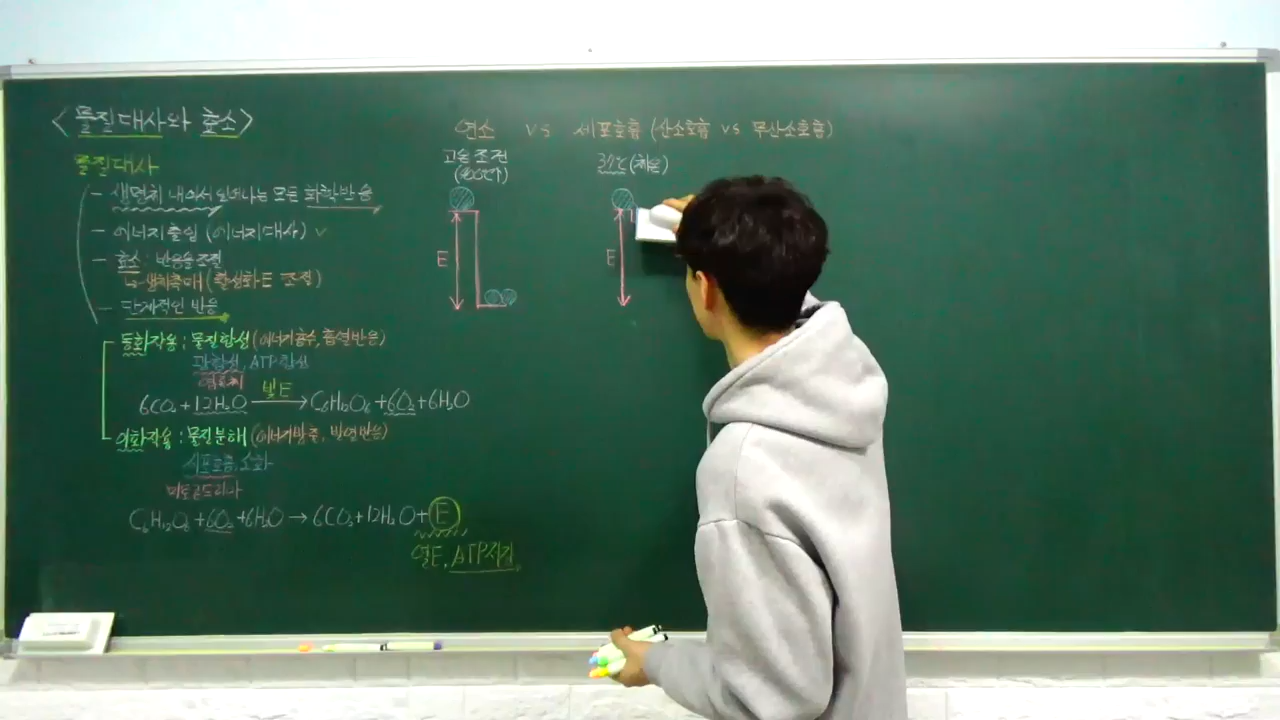 <물질대사와 효소>
물질대사
- 생명체 내에서 일어나는 모든 화학반응
- 에너지출입 (에너지대사) ✓
- 효소 : 반응을 조절
↳ 생체촉매 (활성화E 조절)
- 단계적인 반응
동화작용 : 물질합성 (에너지흡수, 흡열반응)
광합성, ATP합성
엽록체
빛E
6CO₂+12H₂O → C₆H₁₂O₆+6O₂+6H₂O
이화작용 : 물질분해 (에너지방출, 발열반응)
세포호흡, 소화
미토콘드리아
C₆H₁₂O₆+6O₂+6H₂O → 6CO₂+12H₂O+E
열E, ATP저장
연소 vs 세포호흡 (산소호흡 vs 무산소호흡)
고온 조건
(400℃↑)
E
37℃ (체온)
E